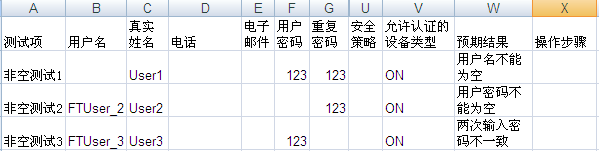 A B C D E F G U V W X
测试项 用户名 真实 姓名 电话 电子 邮件 用户 密码 重复 密码 安全 策略 允许认证的 设备类型 预期结果 操作步骤
非空测试1 User1 123 123 ON 用户名不能 为空
非空测试2 FTUser_2 User2 123 ON 用户密码不 能为空
非空测试3 FTUser_3 User3 123 ON 两次输入密 码不一致